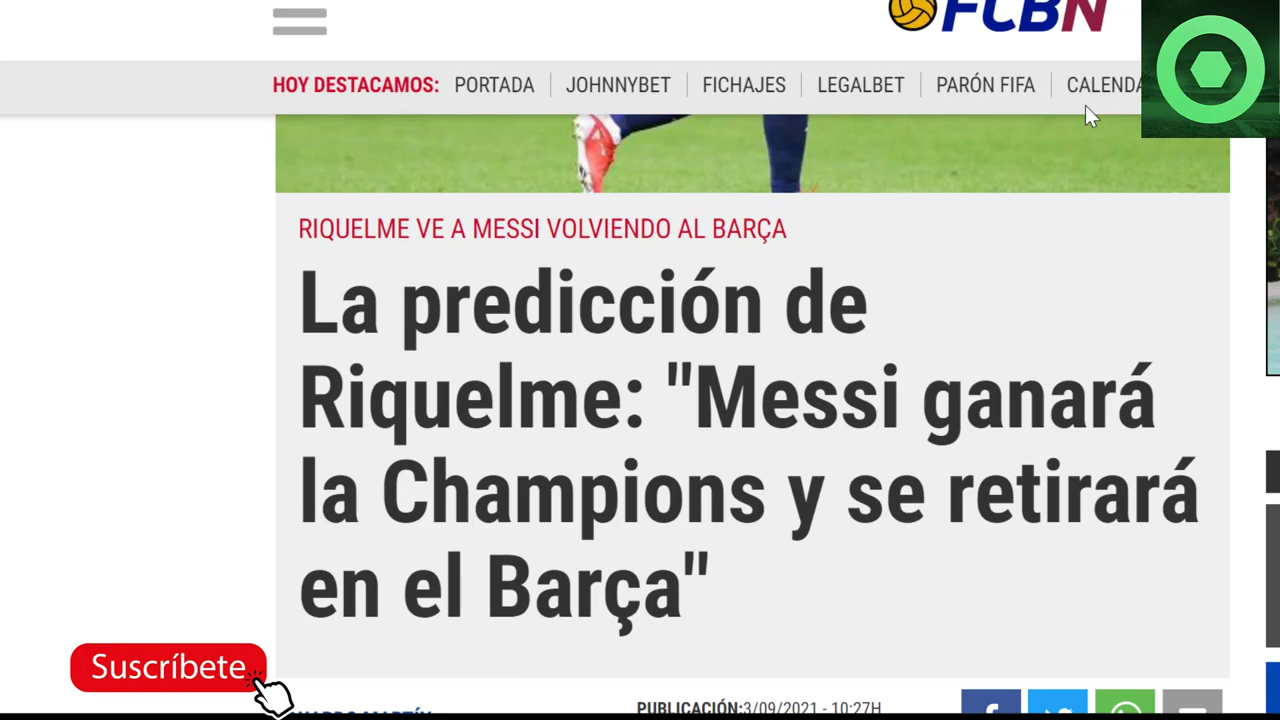 FCBN
HOY DESTACAMOS: PORTADA JOHNNYBET FICHAJES LEGALBET PARÓN FIFA CALENDA
RIQUELME VE A MESSI VOLVIENDO AL BARÇA
La predicción de
Riquelme: "Messi ganará
la Champions y se retirará
en el Barça"
Suscríbete
PUBLICACIÓN:3/09/2021 - 10:27H